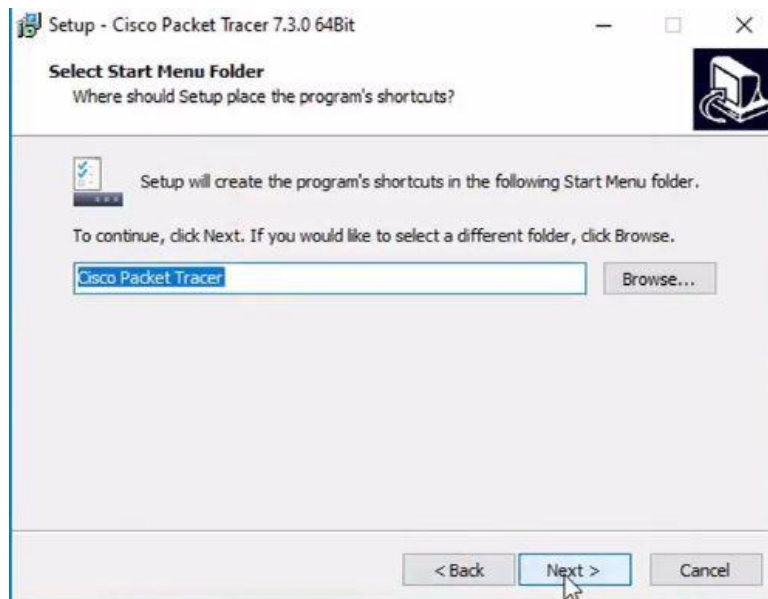 Setup - Cisco Packet Tracer 7.3.0 64Bit
Select Start Menu Folder
Where should Setup place the program's shortcuts?
Setup will create the program's shortcuts in the following Start Menu folder.
To continue, click Next. If you would like to select a different folder, click Browse.
Cisco Packet Tracer
Browse...
< Back
Next >
Cancel